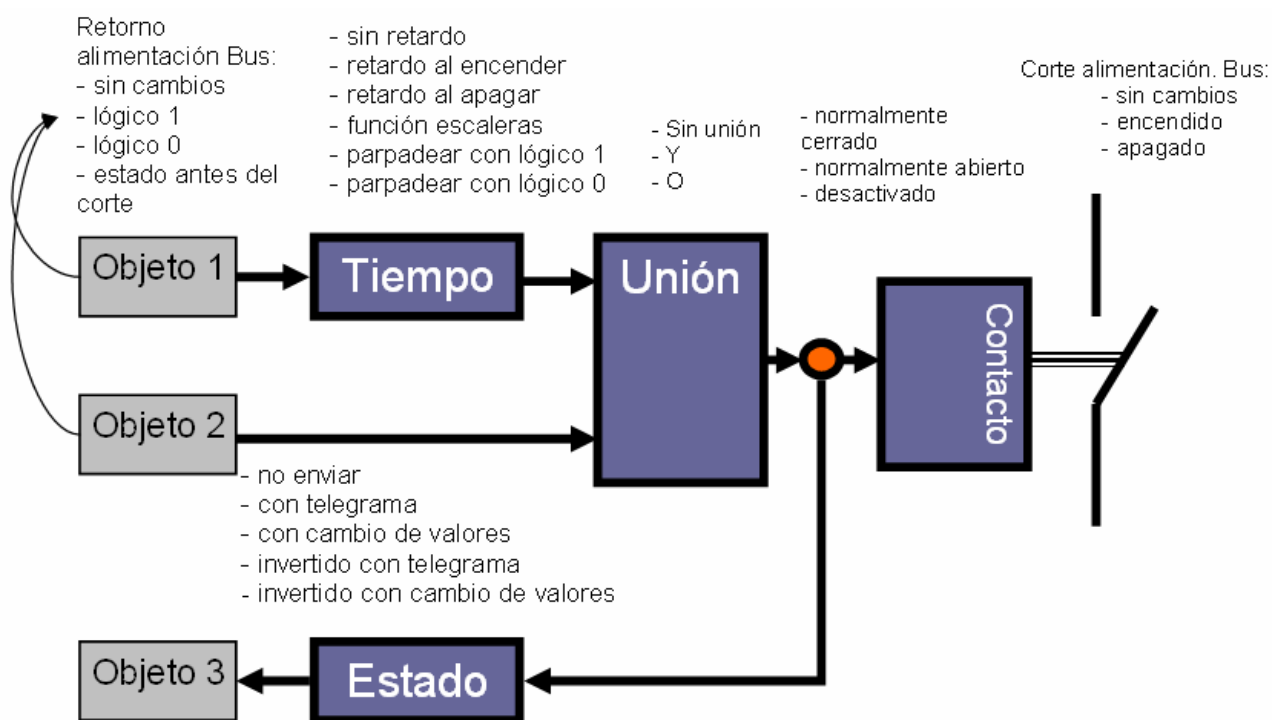 Retorno
alimentación Bus:
- sin cambios
- lógico 1
- lógico 0
- estado antes del
corte
- sin retardo
- retardo al encender
- retardo al apagar
- función escaleras
- parpadear con lógico 1
- parpadear con lógico 0
- Sin unión
- Y
- O
- normalmente
cerrado
- normalmente abierto
- desactivado
Corte alimentación. Bus:
- sin cambios
- encendido
- apagado
Objeto 1
Tiempo
Unión
Contacto
Objeto 2
- no enviar
- con telegrama
- con cambio de valores
- invertido con telegrama
- invertido con cambio de valores
Objeto 3
Estado